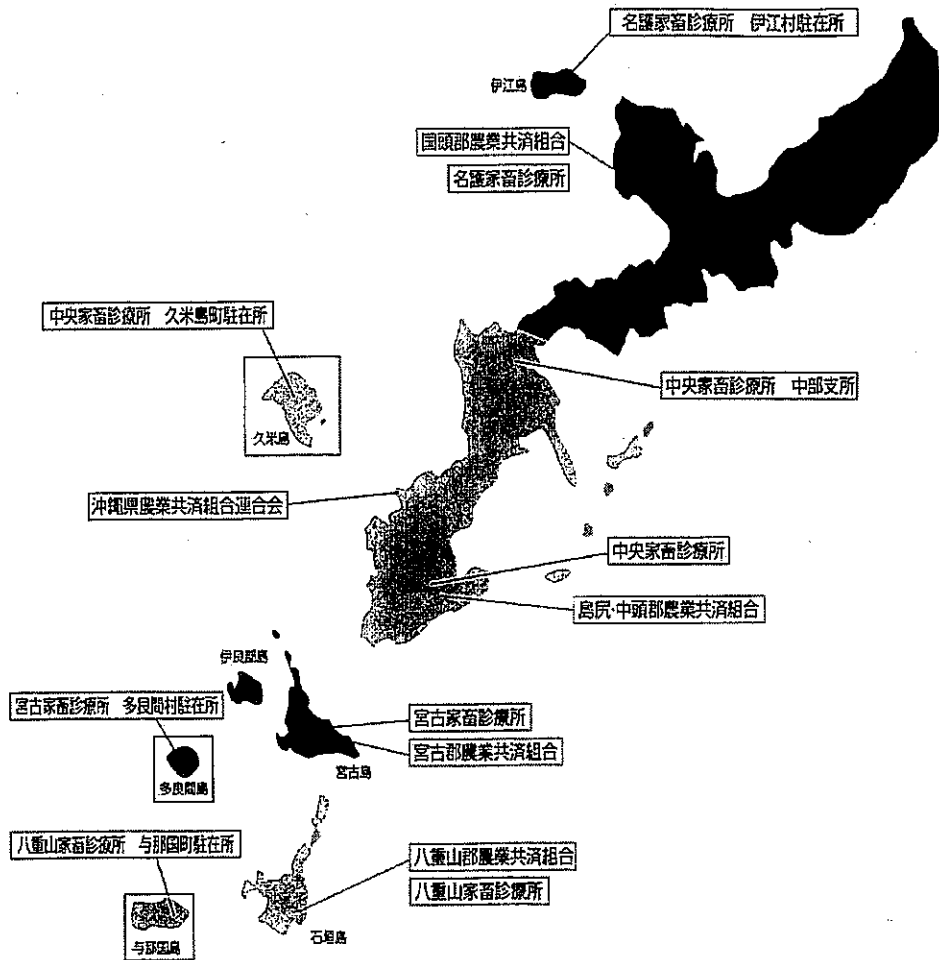 名護家畜診療所 伊江村駐在所
伊江島
国頭郡農業共済組合
名護家畜診療所
中央家畜診療所 久米島町駐在所
中央家畜診療所 中部支所
久米島
沖縄県農業共済組合連合会
中央家畜診療所
島尻・中頭郡農業共済組合
伊良部島
宮古家畜診療所 多良間村駐在所
宮古家畜診療所
宮古郡農業共済組合
宮古島
多良間島
八重山家畜診療所 与那国町駐在所
八重山郡農業共済組合
八重山家畜診療所
石垣島
与那国島